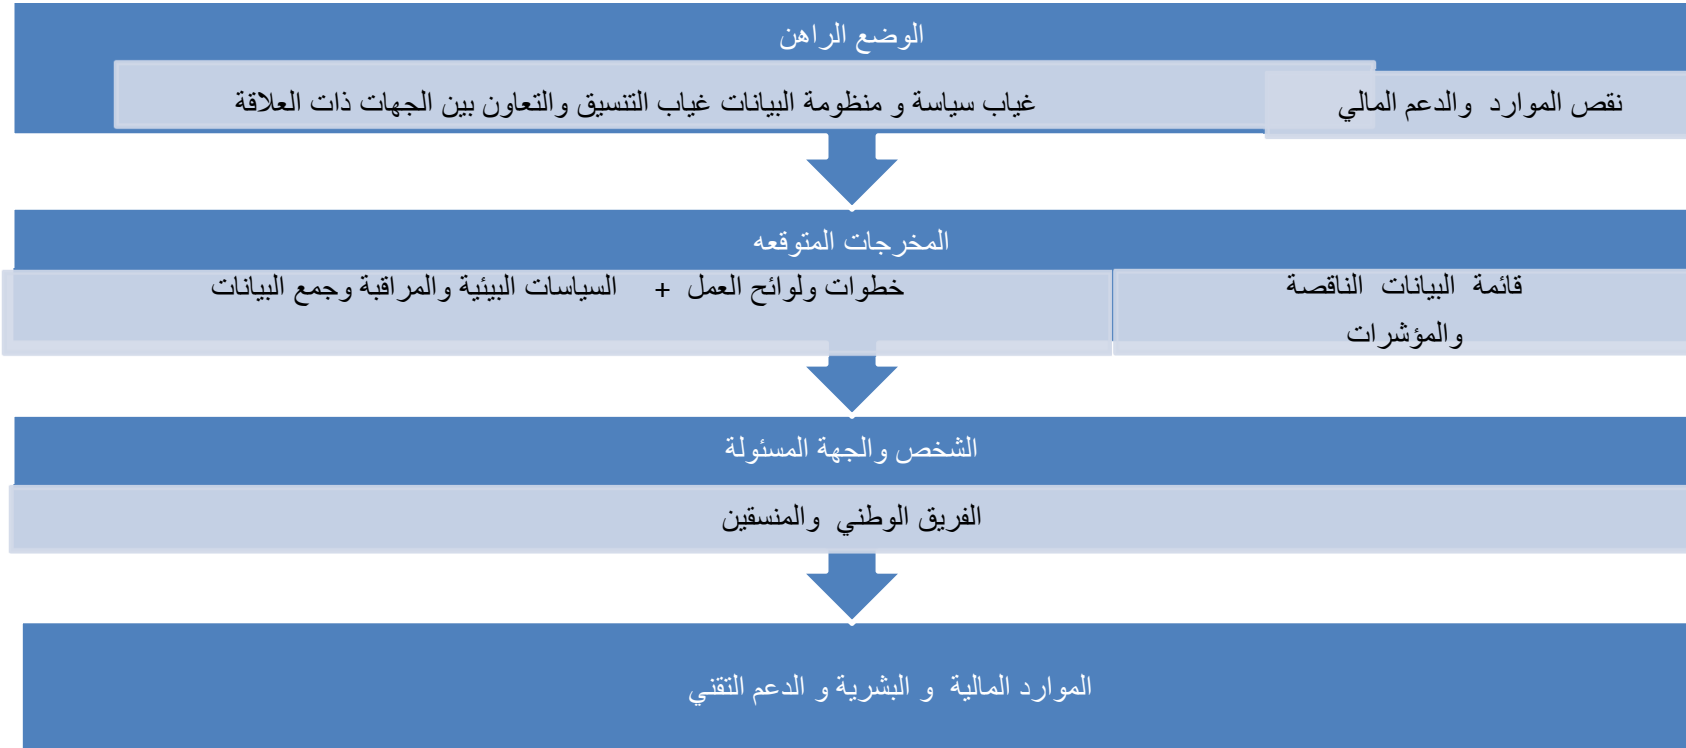 الوضع الراهن
نقص الموارد والدعم المالي
غياب سياسة و منظومة البيانات غياب التنسيق والتعاون بين الجهات ذات العلاقة
المخرجات المتوقعه
قائمة البيانات الناقصة
والمؤشرات
خطوات ولوائح العمل + السياسات البيئية والمراقبة وجمع البيانات
الشخص والجهة المسئولة
الفريق الوطني والمنسقين
الموارد المالية و البشرية و الدعم التقني